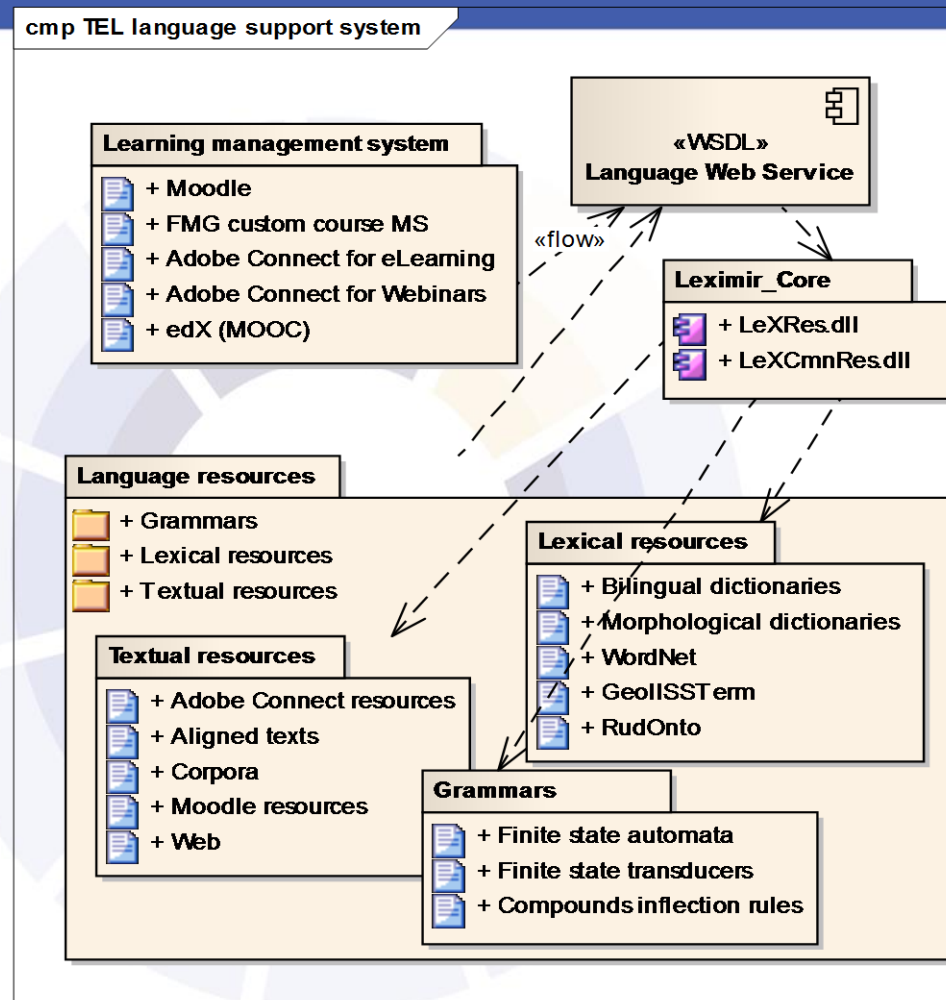 cmp TEL language support system
«WSDL»
Language Web Service
Learning management system
+ Moodle
+ FMG custom course MS
+ Adobe Connect for eLearning
+ Adobe Connect for Webinars
+ edX (MOOC)
«flow»
Leximir_Core
+ LeXRes.dll
+ LeXCmnRes.dll
Language resources
+ Grammars
+ Lexical resources
+ Textual resources
Lexical resources
+ Bilingual dictionaries
+ Morphological dictionaries
+ WordNet
+ GeolISSTerm
+ RudOnto
Textual resources
+ Adobe Connect resources
+ Aligned texts
+ Corpora
+ Moodle resources
+ Web
Grammars
+ Finite state automata
+ Finite state transducers
+ Compounds inflection rules